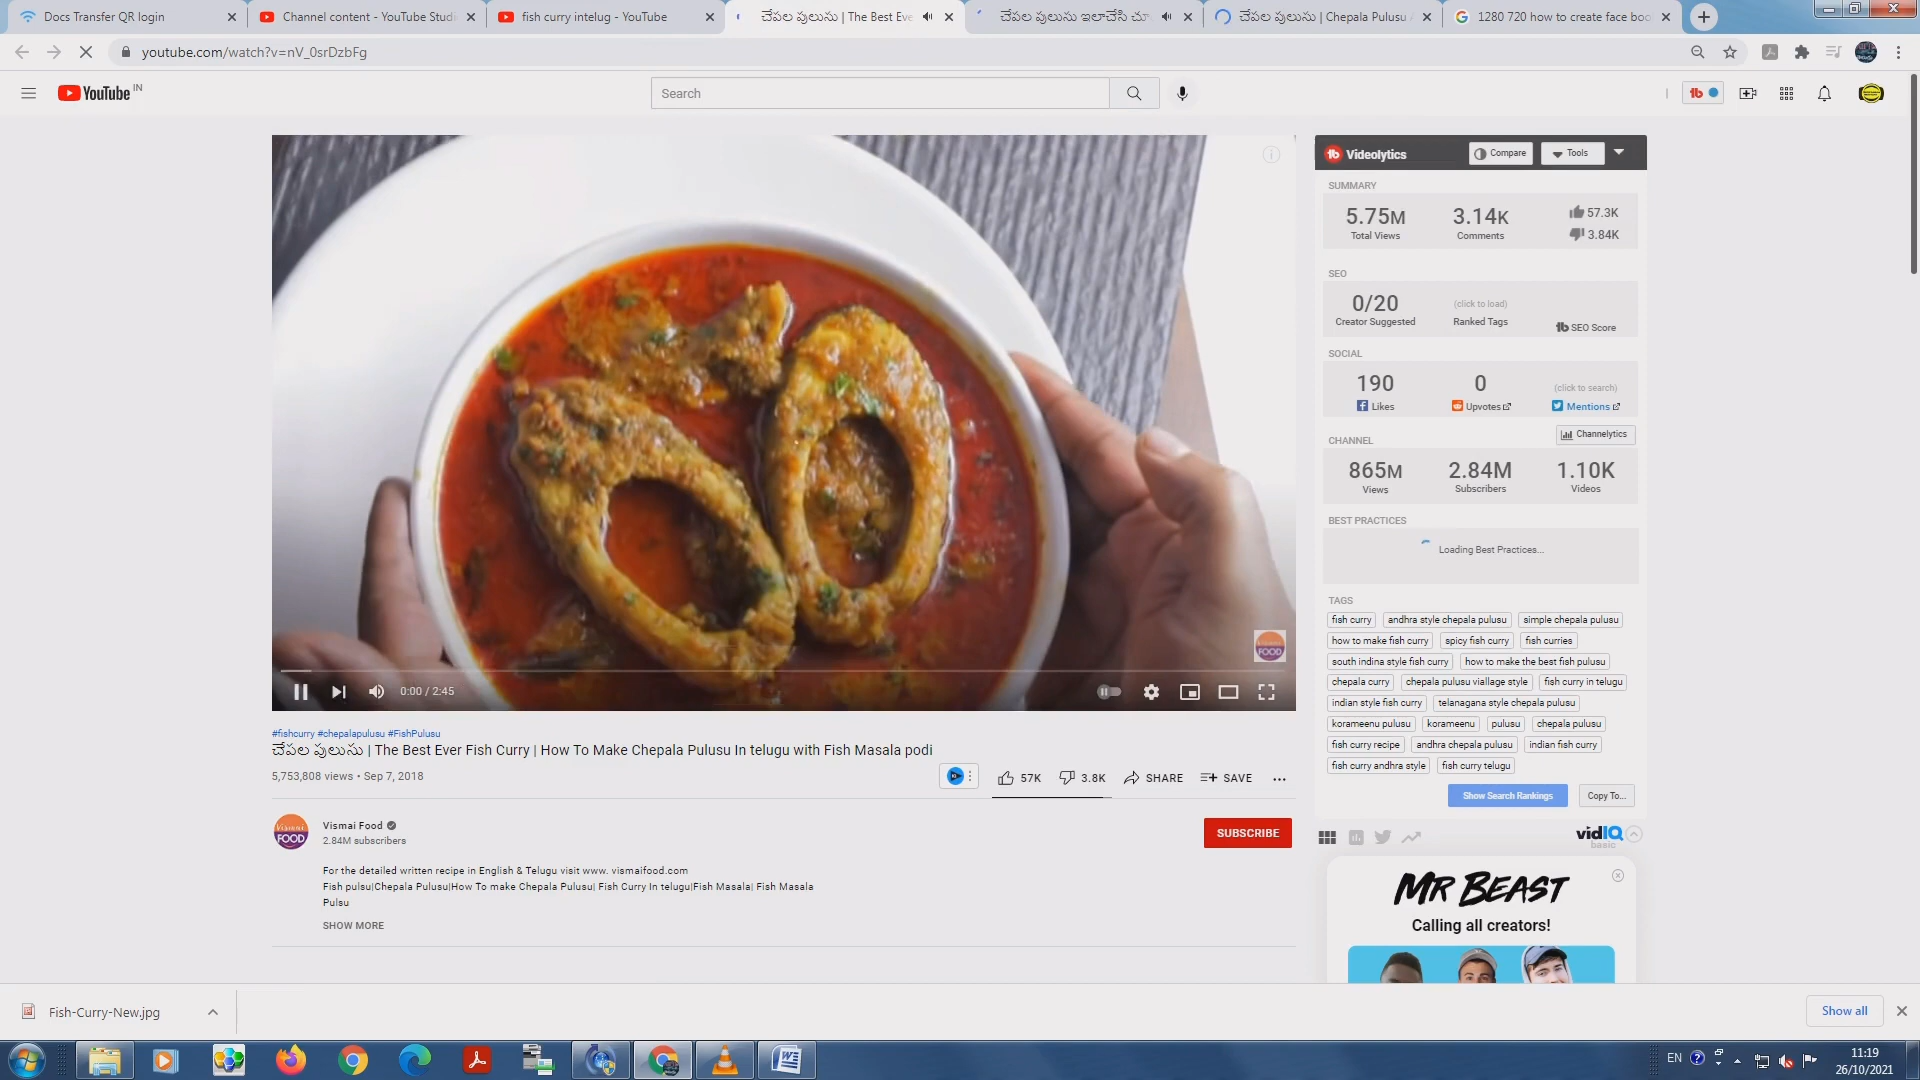 Docs Transfer QR login
Channel content - YouTube Studi
fish curry intelug - YouTube
చేపల పులుసు | The Best Eve
చేపల పులుసు ఇలాచేసి చూ
చేపల పులుసు | Chepala Pulusu A
1280 720 how to create face boo
youtube.com/watch?v=nV_0srDzbFg
YouTube IN
Search
tb
tb Videolytics
Compare
Tools
SUMMARY
5.75M
3.14K
57.3K
Total Views
Comments
3.84K
SEO
0/20
(click to load)
Creator Suggested
Ranked Tags
tb SEO Score
SOCIAL
190
0
(click to search)
Likes
Upvotes
Mentions
CHANNEL
Channelytics
865M
2.84M
1.10K
Views
Subscribers
Videos
BEST PRACTICES
Loading Best Practices...
TAGS
fish curry andhra style chepala pulusu simple chepala pulusu
how to make fish curry spicy fish curry fish curries
south indina style fish curry how to make the best fish pulusu
chepala curry chepala pulusu viallage style fish curry in telugu
indian style fish curry telanagana style chepala pulusu
korameenu pulusu korameenu pulusu chepala pulusu
fish curry recipe andhra chepala pulusu indian fish curry
fish curry andhra style fish curry telugu
Show Search Rankings
Copy To...
vidIQ
basic
MR BEAST
Calling all creators!
FOOD
0:00 / 2:45
#fishcurry #chepalapulusu #FishPulusu
చేపల పులుసు | The Best Ever Fish Curry | How To Make Chepala Pulusu In telugu with Fish Masala podi
5,753,808 views • Sep 7, 2018
57K
3.8K
SHARE
SAVE
FOOD
Vismai Food
2.84M subscribers
SUBSCRIBE
For the detailed written recipe in English & Telugu visit www. vismaifood.com
Fish pulsu|Chepala Pulusu|How To make Chepala Pulusu| Fish Curry In telugu|Fish Masala| Fish Masala
Pulsu
SHOW MORE
Fish-Curry-New.jpg
Show all
EN
11:19
26/10/2021